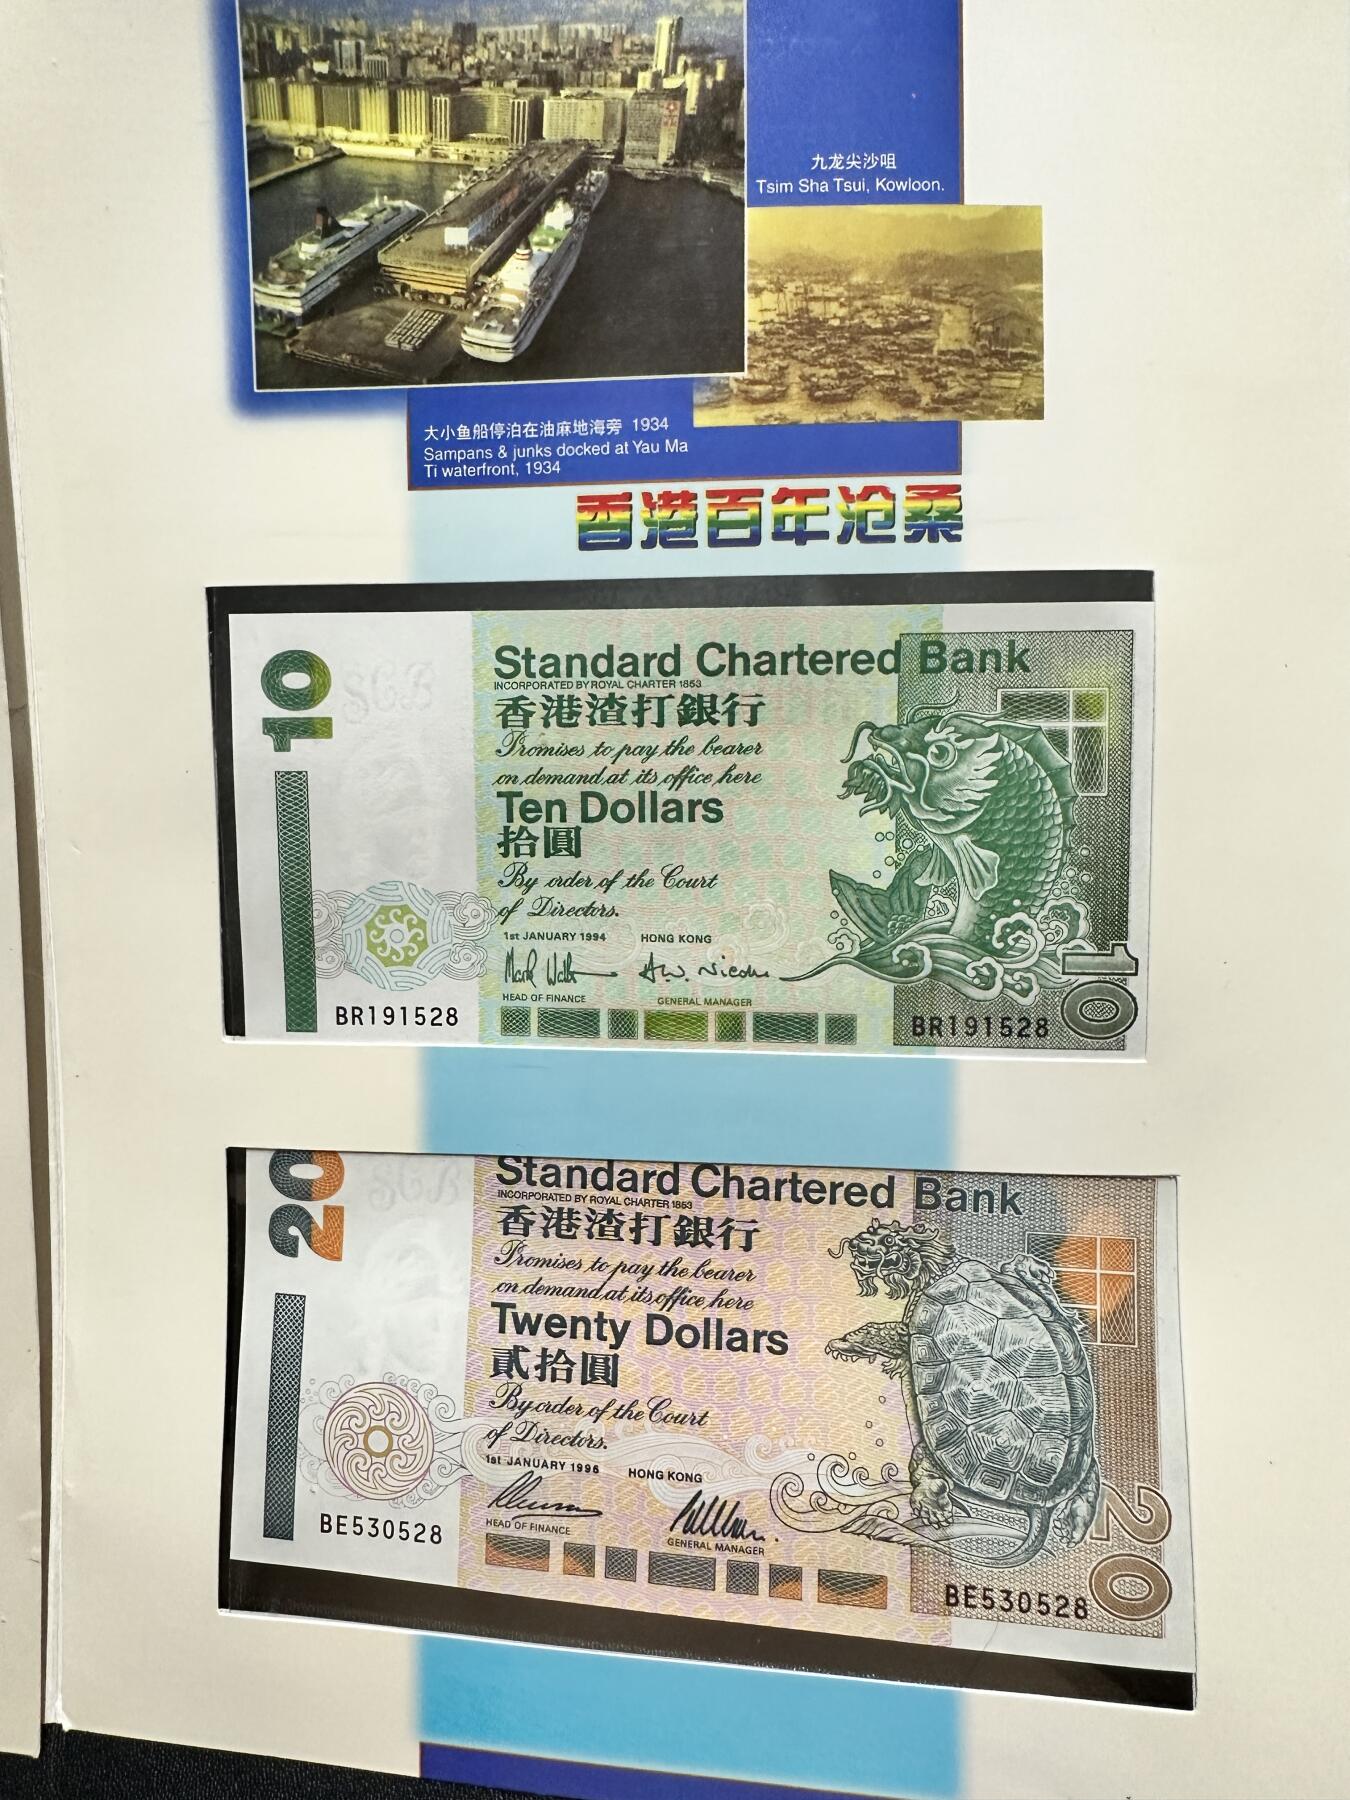 九龙尖沙咀
Tsim Sha Tsui, Kowloon.
大小鱼船停泊在油麻地海旁 1934
Sampans & junks docked at Yau Ma
Ti waterfront, 1934
香港百年沧桑
10
SCB
Standard Chartered Bank
INCORPORATED BY ROYAL CHARTER 1853
香港渣打銀行
Promises to pay the bearer
on demand at its office here
Ten Dollars
拾圓
By order of the Court
of Directors.
1st JANUARY 1994 HONG KONG
HEAD OF FINANCE GENERAL MANAGER
BR191528
BR191528
10
20
SCB
Standard Chartered Bank
INCORPORATED BY ROYAL CHARTER 1853
香港渣打銀行
Promises to pay the bearer
on demand at its office here
Twenty Dollars
貳拾圓
By order of the Court
of Directors.
1st JANUARY 1996 HONG KONG
HEAD OF FINANCE GENERAL MANAGER
BE530528
BE530528
20